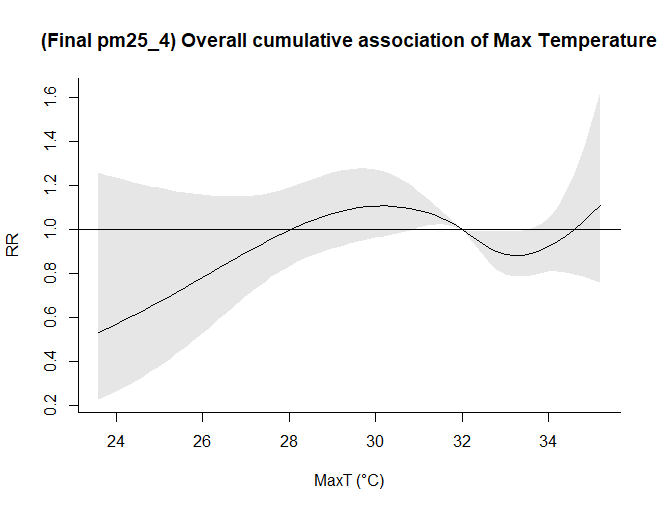 (Final pm25_4) Overall cumulative association of Max Temperature
RR
1.6
1.4
1.2
1.0
0.8
0.6
0.4
0.2
24 26 28 30 32 34
MaxT (°C)